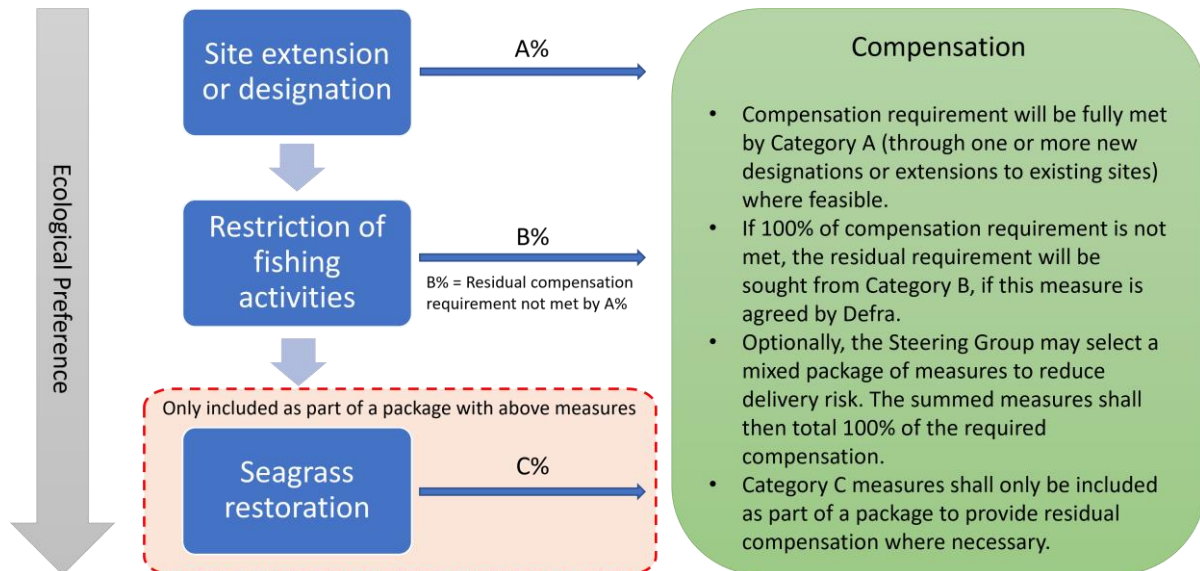 Ecological Preference
Site extension
or designation
A%
Restriction of
fishing
activities
B%
B% = Residual compensation
requirement not met by A%
Only included as part of a package with above measures
Seagrass
restoration
C%
Compensation
• Compensation requirement will be fully met
by Category A (through one or more new
designations or extensions to existing sites)
where feasible.
• If 100% of compensation requirement is not
met, the residual requirement will be
sought from Category B, if this measure is
agreed by Defra.
• Optionally, the Steering Group may select a
mixed package of measures to reduce
delivery risk. The summed measures shall
then total 100% of the required
compensation.
• Category C measures shall only be included
as part of a package to provide residual
compensation where necessary.